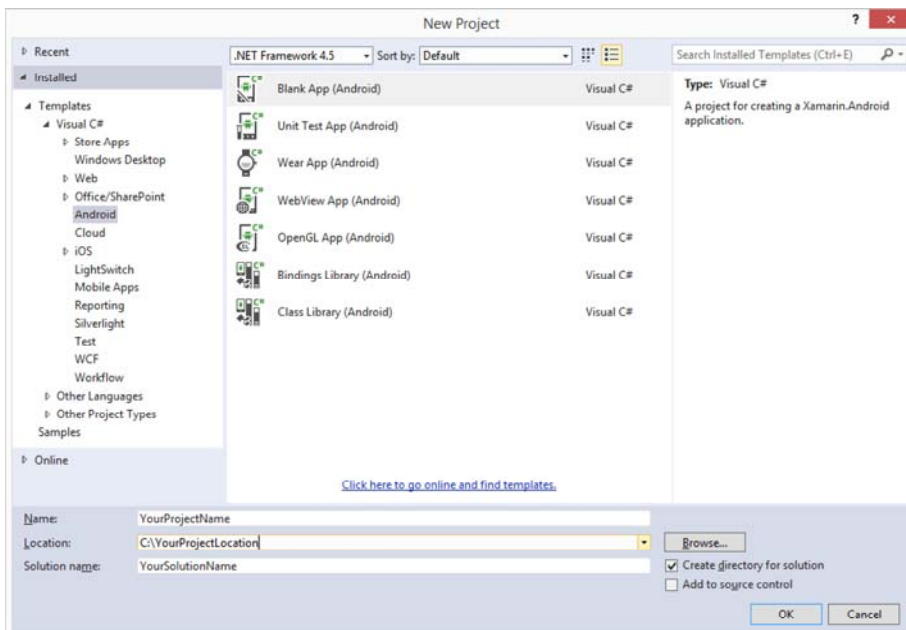 New Project
? ×
Recent
Installed
Templates
Visual C#
Store Apps
Windows Desktop
Web
Office/SharePoint
Android
Cloud
iOS
LightSwitch
Mobile Apps
Reporting
Silverlight
Test
WCF
Workflow
Other Languages
Other Project Types
Samples
Online
.NET Framework 4.5 Sort by: Default
Blank App (Android) Visual C#
Unit Test App (Android) Visual C#
Wear App (Android) Visual C#
WebView App (Android) Visual C#
OpenGL App (Android) Visual C#
Bindings Library (Android) Visual C#
Class Library (Android) Visual C#
Click here to go online and find templates.
Search Installed Templates (Ctrl+E)
Type: Visual C#
A project for creating a Xamarin.Android
application.
Name: YourProjectName
Location: C:\YourProjectLocation
Browse...
Solution name: YourSolutionName
Create directory for solution
Add to source control
OK Cancel